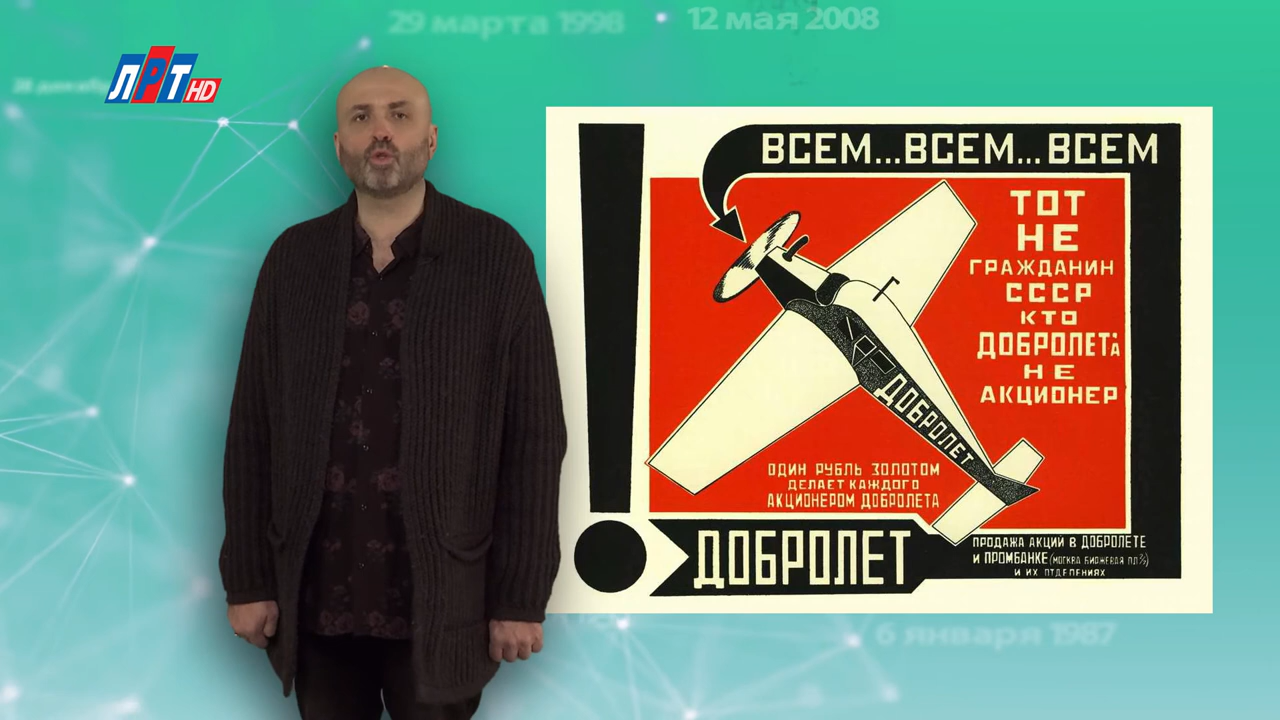 29 марта 1998
12 мая 2008
ЛРТ HD
ВСЕМ...ВСЕМ...ВСЕМ
ТОТ
НЕ
ГРАЖДАНИН
СССР
КТО
ДОБРОЛЕТ'А
НЕ
АКЦИОНЕР
ДОБРОЛЕТ
ОДИН РУБЛЬ ЗОЛОТОМ
ДЕЛАЕТ КАЖДОГО
АКЦИОНЕРОМ ДОБРОЛЕТА
!
ДОБРОЛЕТ
ПРОДАЖА АКЦИЙ В ДОБРОЛЕТЕ
И ПРОМБАНКЕ (МОСКВА БИРЖЕВАЯ ПЛ
И ИХ ОТДЕЛЕНИЯХ
6 января 1987